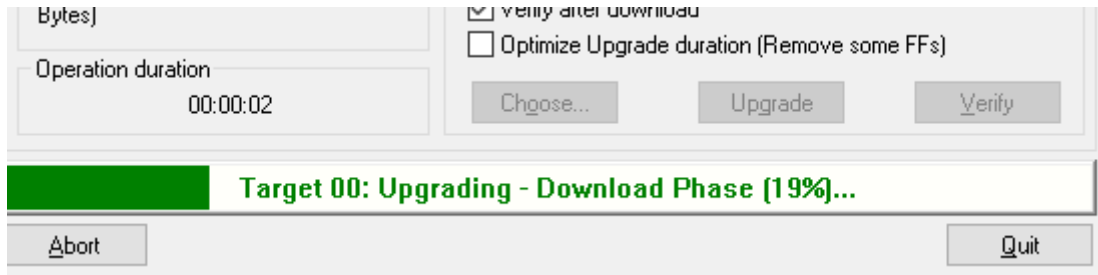 Bytes)
Verify after download
Optimize Upgrade duration (Remove some FFs)
Operation duration
00:00:02
Choose...
Upgrade
Verify
Target 00: Upgrading - Download Phase (19%)...
Abort
Quit